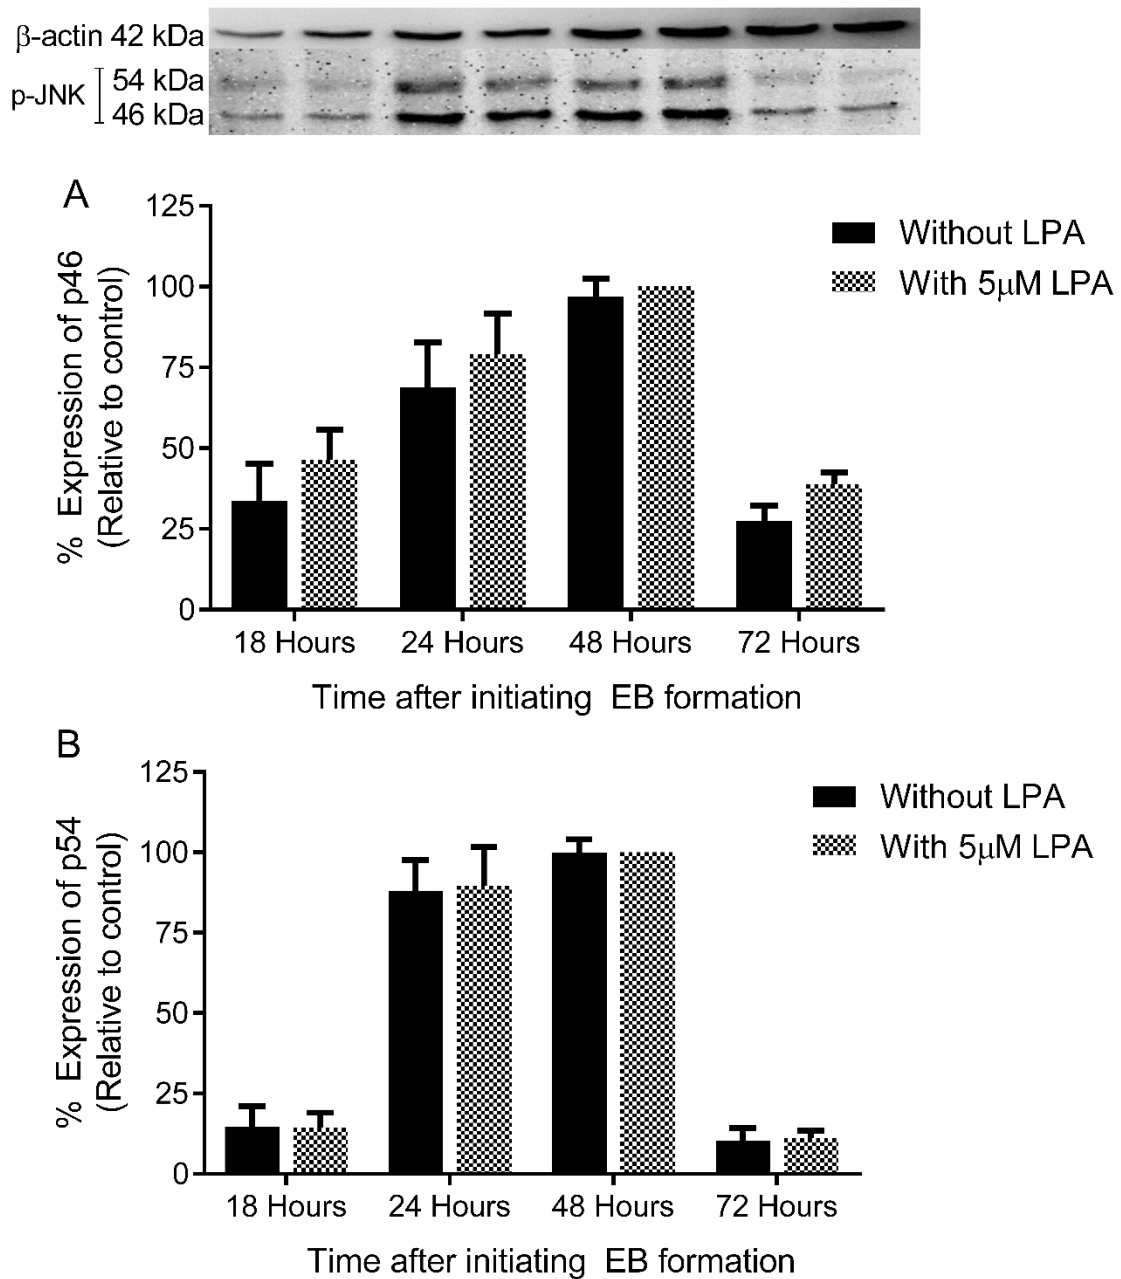 β-actin 42 kDa
p-JNK
54 kDa
46 kDa
A
% Expression of p46
(Relative to control)
125
100
75
50
25
0
Without LPA
With 5μM LPA
18 Hours 24 Hours 48 Hours 72 Hours
Time after initiating EB formation
B
% Expression of p54
(Relative to control)
125
100
75
50
25
0
Without LPA
With 5μM LPA
18 Hours 24 Hours 48 Hours 72 Hours
Time after initiating EB formation